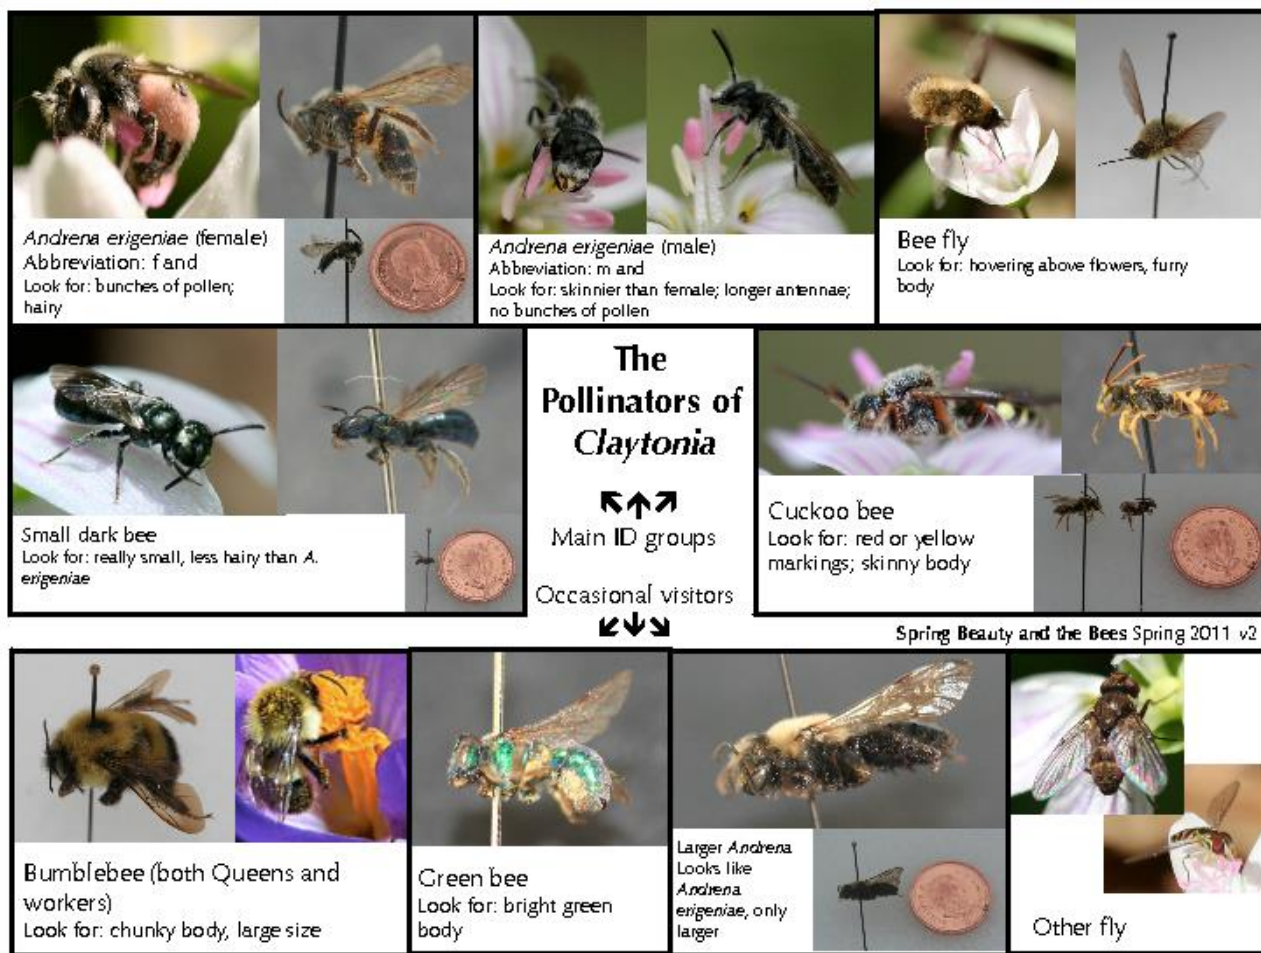 Andrena erigeniae (female)
Abbreviation: f and
Look for: bunches of pollen;
hairy
Andrena erigeniae (male)
Abbreviation: m and
Look for: skinnier than female; longer antennae;
no bunches of pollen
Bee fly
Look for: hovering above flowers, furry
body
The
Pollinators of
Claytonia
Main ID groups
Occasional visitors
Small dark bee
Look for: really small, less hairy than A.
erigeniae
Cuckoo bee
Look for: red or yellow
markings; skinny body
Spring Beauty and the Bees Spring 2011 v2
Bumblebee (both Queens and
workers)
Look for: chunky body, large size
Green bee
Look for: bright green
body
Larger Andrena
Looks like
Andrena
erigeniae, only
larger
Other fly